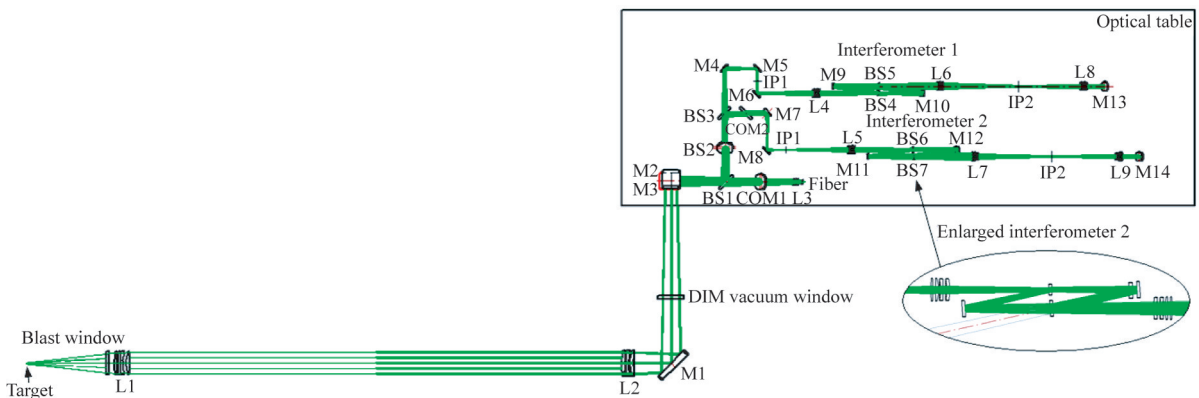 Optical table
Interferometer 1
M4 M5
M9 BS5 L6 L8
IP1
M6 L4 BS4 M10 IP2 M13
BS3 M7 Interferometer 2
COM2
IP1 L5 BS6 M12
BS2 M8
M11 BS7 L7 IP2 L9 M14
M2
M3 Fiber
BS1 COM1 L3
Enlarged interferometer 2
DIM vacuum window
Blast window
L1 L2 M1
Target